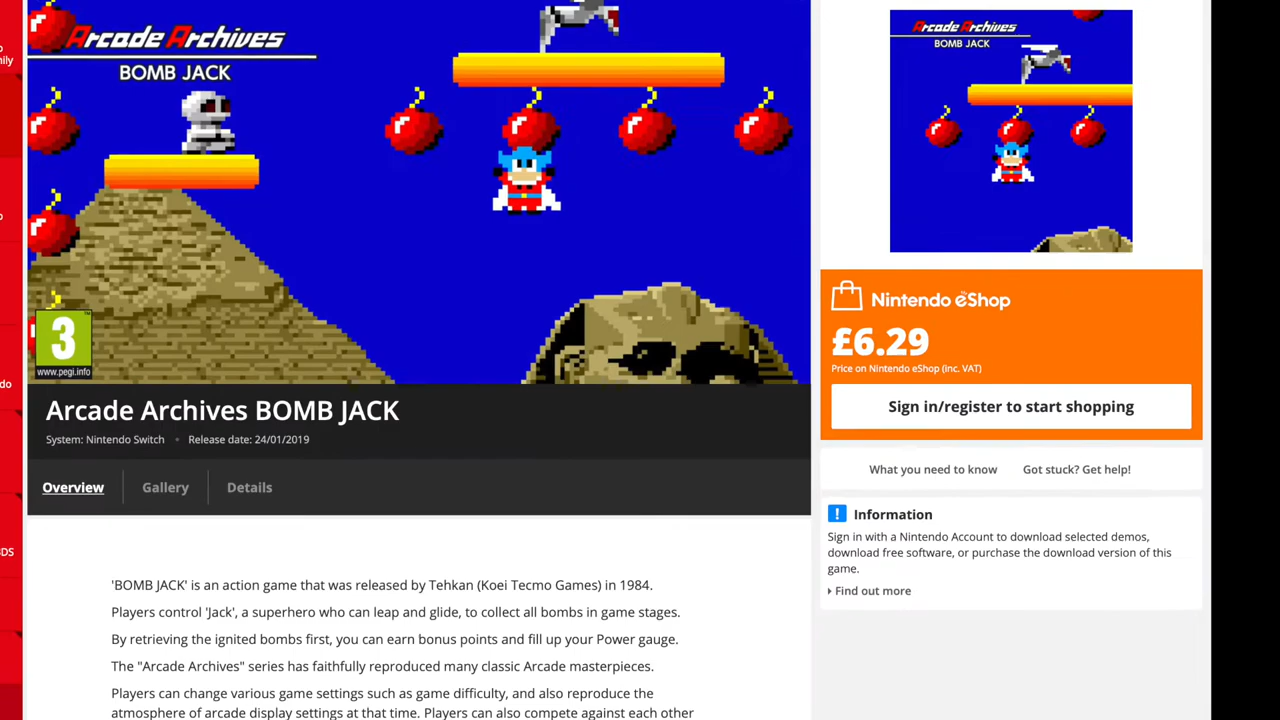 mily
Arcade Archives
BOMB JACK
3
www.pegi.info
Arcade Archives BOMB JACK
System: Nintendo Switch • Release date: 24/01/2019
Overview
Gallery
Details
'BOMB JACK' is an action game that was released by Tehkan (Koei Tecmo Games) in 1984.
Players control 'Jack', a superhero who can leap and glide, to collect all bombs in game stages.
By retrieving the ignited bombs first, you can earn bonus points and fill up your Power gauge.
The "Arcade Archives" series has faithfully reproduced many classic Arcade masterpieces.
Players can change various game settings such as game difficulty, and also reproduce the
atmosphere of arcade display settings at that time. Players can also compete against each other
Arcade Archives
BOMB JACK
Nintendo eShop
£6.29
Price on Nintendo eShop (inc. VAT)
Sign in/register to start shopping
What you need to know
Got stuck? Get help!
! Information
Sign in with a Nintendo Account to download selected demos,
download free software, or purchase the download version of this
game.
Find out more